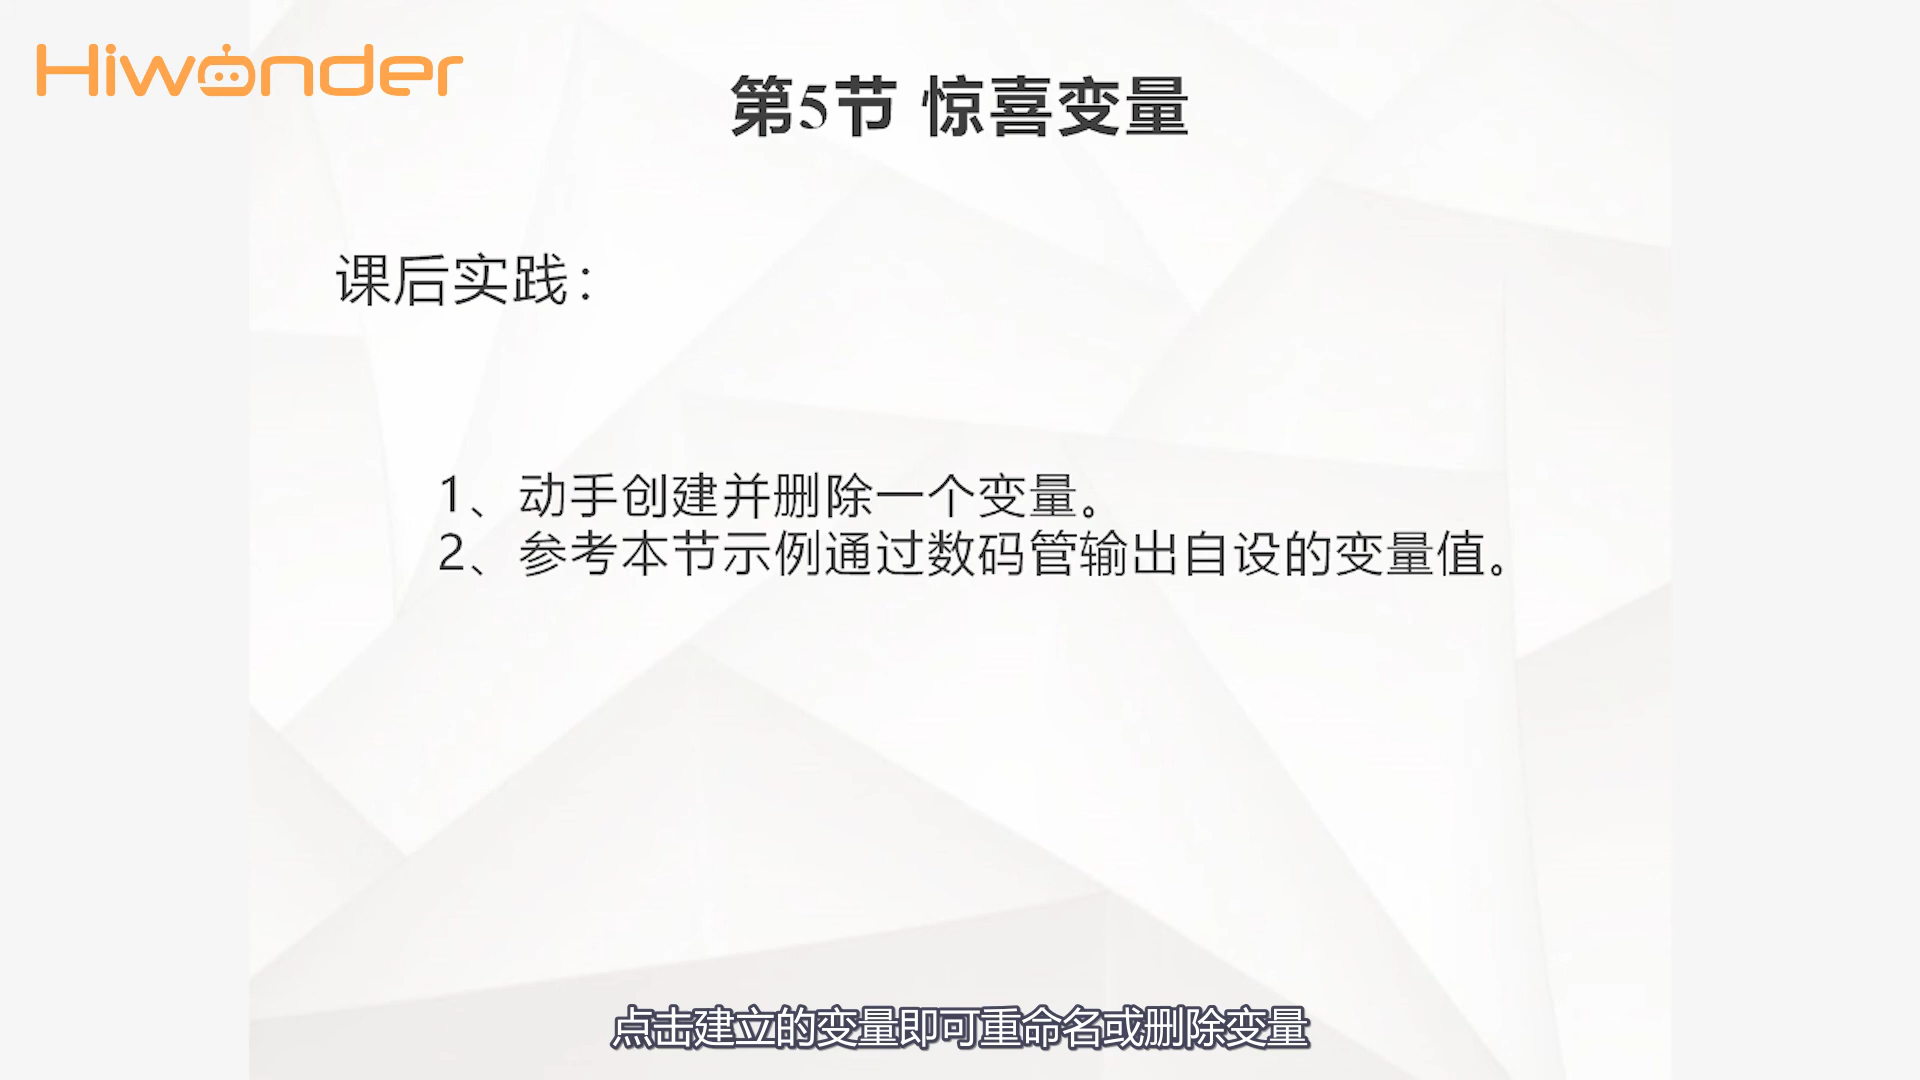 Hiwonder
第5节 惊喜变量
课后实践：
1、动手创建并删除一个变量。
2、参考本节示例通过数码管输出自设的变量值。
点击建立的变量即可重命名或删除变量